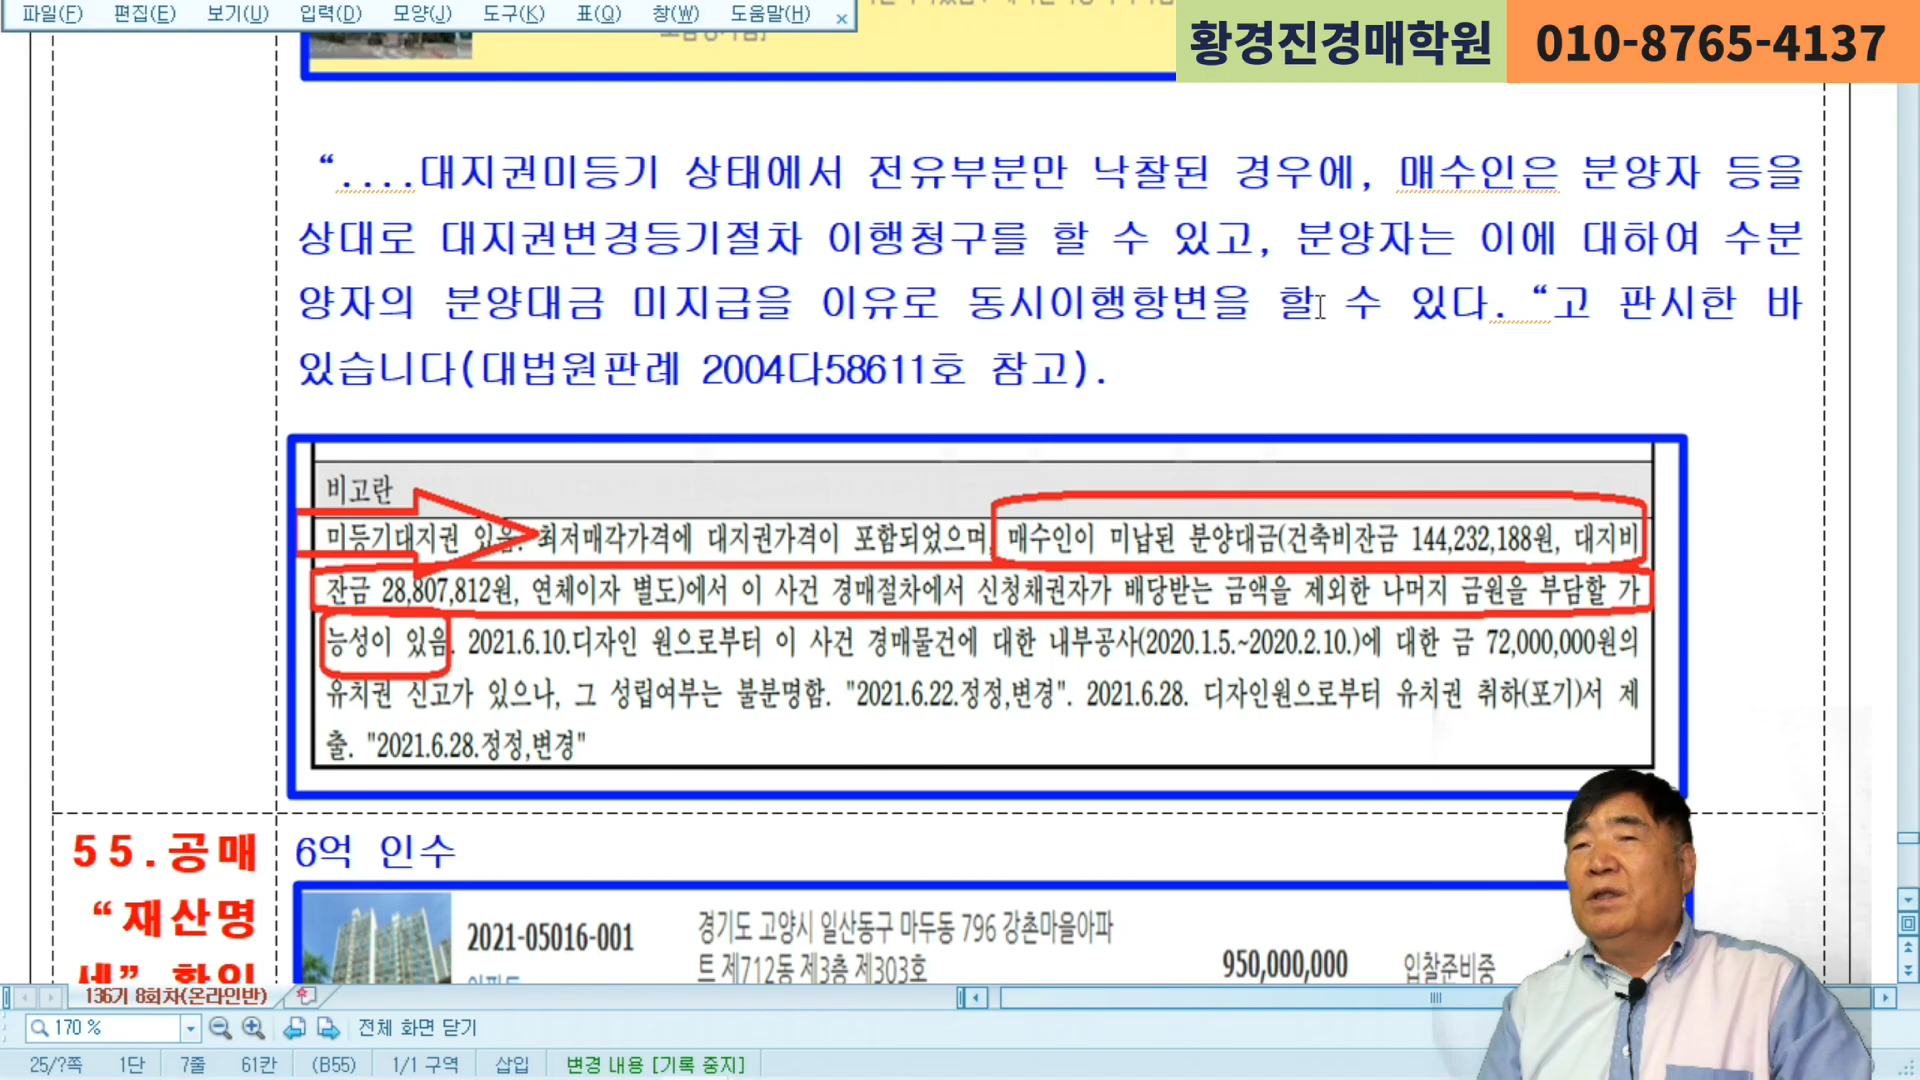 파일(F) 편집(E) 보기(U) 입력(D) 모양(J) 도구(K) 표(Q) 창(W) 도움말(H)
황경진경매학원 010-8765-4137
“....대지권미등기 상태에서 전유부분만 낙찰된 경우에, 매수인은 분양자 등을
상대로 대지권변경등기절차 이행청구를 할 수 있고, 분양자는 이에 대하여 수분
양자의 분양대금 미지급을 이유로 동시이행항변을 할 수 있다. “고 판시한 바
있습니다(대법원판례 2004다58611호 참고).
비고란
미등기대지권 있음. 최저매각가격에 대지권가격이 포함되었으며, 매수인이 미납된 분양대금(건축비잔금 144,232,188원, 대지비
잔금 28,807,812원, 연체이자 별도)에서 이 사건 경매절차에서 신청채권자가 배당받는 금액을 제외한 나머지 금원을 부담할 가
능성이 있음. 2021.6.10.디자인 원으로부터 이 사건 경매물건에 대한 내부공사(2020.1.5.~2020.2.10.)에 대한 금 72,000,000원의
유치권 신고가 있으나, 그 성립여부는 불분명함. "2021.6.22.정정,변경". 2021.6.28. 디자인원으로부터 유치권 취하(포기)서 제
출. "2021.6.28.정정,변경"
55.공매
“재산명
세” 확인
6억 인수
2021-05016-001
경기도 고양시 일산동구 마두동 796 강촌마을아파
트 제712동 제3층 제303호
950,000,000
입찰준비중
136기 8회차(온라인반)
170 %
전체 화면 닫기
25/?쪽 1단 7줄 61칸 (B55) 1/1 구역 삽입 변경 내용 [기록 중지]